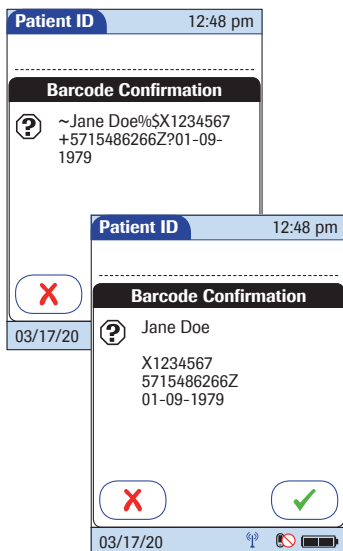 Patient ID 12:48 pm
Barcode Confirmation
~Jane Doe%$X1234567
+5715486266Z?01-09-
1979
03/17/20
Patient ID 12:48 pm
Barcode Confirmation
Jane Doe
X1234567
5715486266Z
01-09-1979
03/17/20